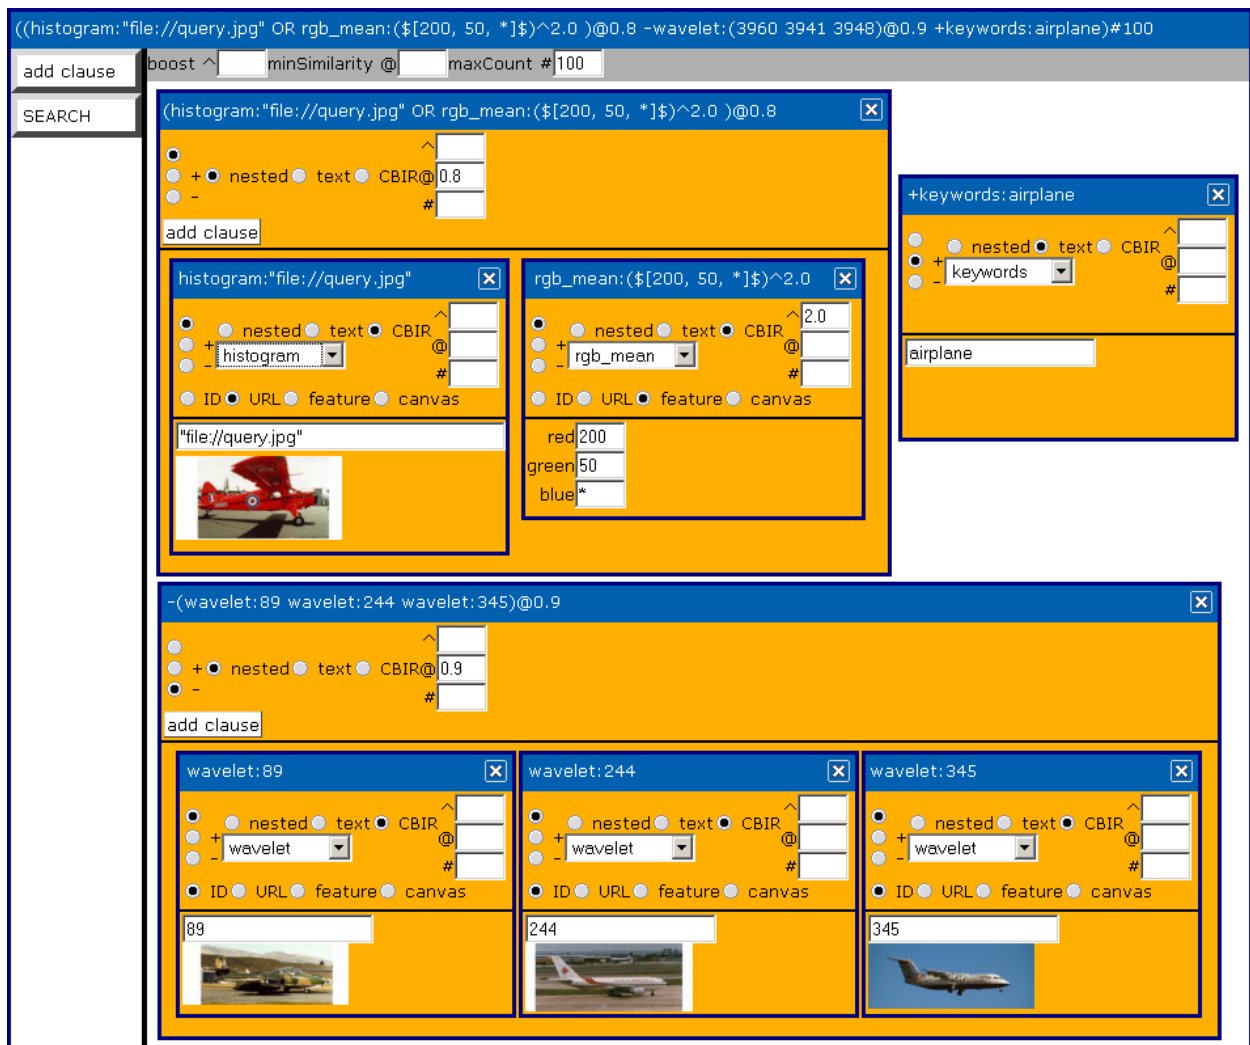 ((histogram:"file://query.jpg" OR rgb_mean:($[200, 50, *]$)^2.0 )@0.8 -wavelet:(3960 3941 3948)@0.9 +keywords:airplane)#100
add clause
SEARCH
boost ^ minSimilarity @ maxCount # 100
(histogram:"file://query.jpg" OR rgb_mean:($[200, 50, *]$)^2.0 )@0.8
^
+ nested text CBIR @ 0.8
- #
add clause
histogram:"file://query.jpg"
^
nested text CBIR
+ histogram @
- #
ID URL feature canvas
"file://query.jpg"
rgb_mean:($[200, 50, *]$)^2.0
^ 2.0
nested text CBIR
+ rgb_mean @
- #
ID URL feature canvas
red 200
green 50
blue *
+keywords:airplane
^
nested text CBIR
+ keywords @
- #
airplane
-(wavelet:89 wavelet:244 wavelet:345)@0.9
^
+ nested text CBIR @ 0.9
- #
add clause
wavelet:89
^
nested text CBIR
+ wavelet @
- #
ID URL feature canvas
89
wavelet:244
^
nested text CBIR
+ wavelet @
- #
ID URL feature canvas
244
wavelet:345
^
nested text CBIR
+ wavelet @
- #
ID URL feature canvas
345